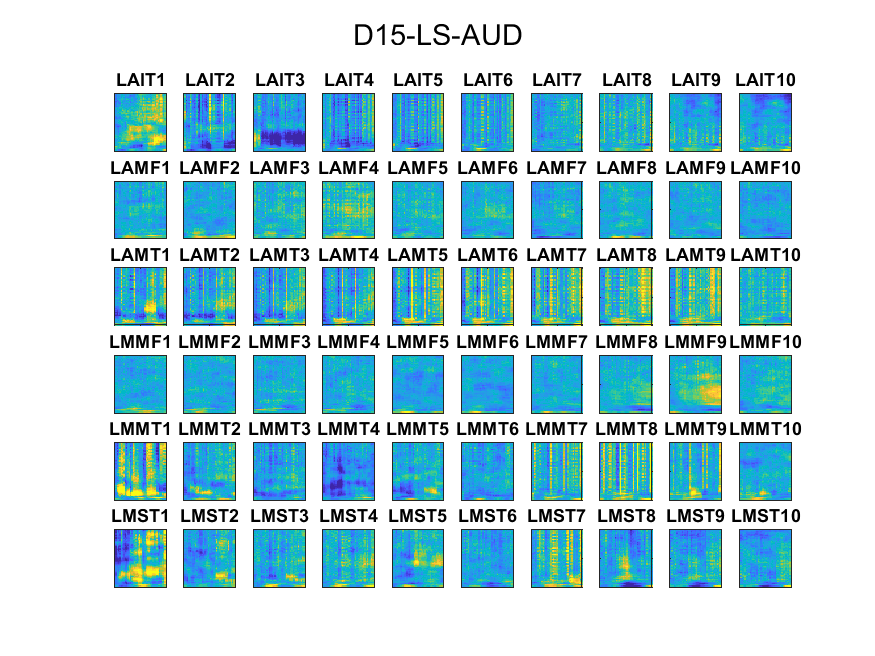 D15-LS-AUD
LAIT1 LAIT2 LAIT3 LAIT4 LAIT5 LAIT6 LAIT7 LAIT8 LAIT9 LAIT10
LAMF1 LAMF2 LAMF3 LAMF4 LAMF5 LAMF6 LAMF7 LAMF8 LAMF9 LAMF10
LAMT1 LAMT2 LAMT3 LAMT4 LAMT5 LAMT6 LAMT7 LAMT8 LAMT9 LAMT10
LMMF1 LMMF2 LMMF3 LMMF4 LMMF5 LMMF6 LMMF7 LMMF8 LMMF9 LMMF10
LMMT1 LMMT2 LMMT3 LMMT4 LMMT5 LMMT6 LMMT7 LMMT8 LMMT9 LMMT10
LMST1 LMST2 LMST3 LMST4 LMST5 LMST6 LMST7 LMST8 LMST9 LMST10